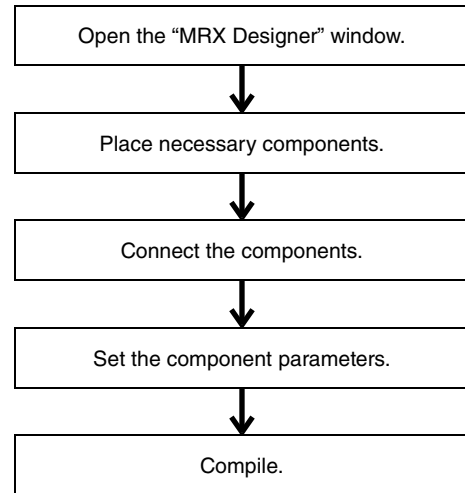 Open the “MRX Designer” window.
Place necessary components.
Connect the components.
Set the component parameters.
Compile.